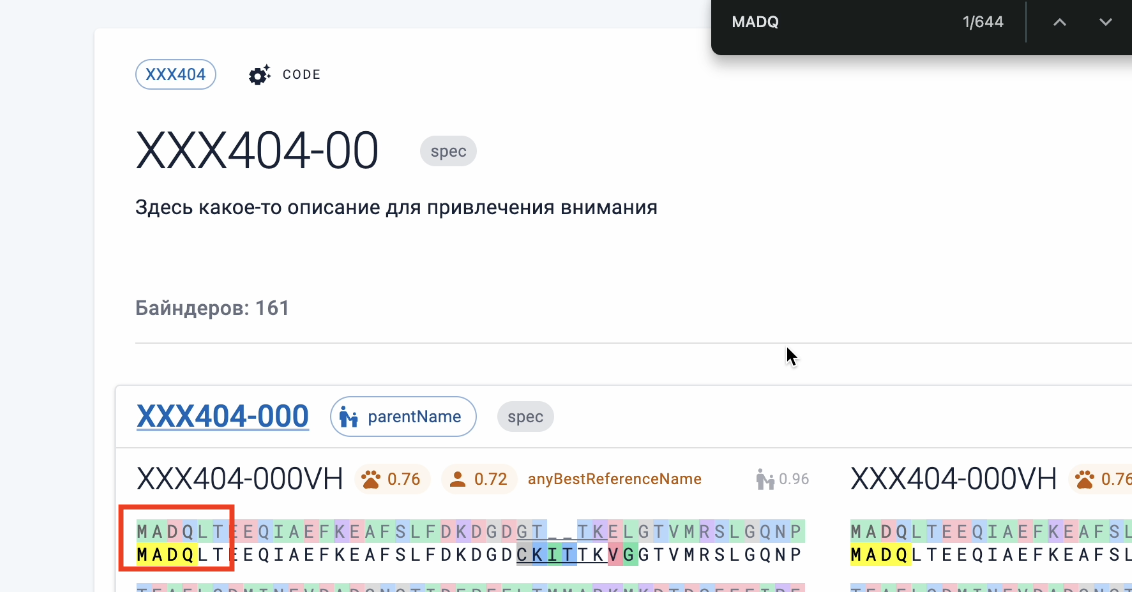 MADQ 1/644
XXX404 CODE
XXX404-00 spec
Здесь какое-то описание для привлечения внимания
Байндеров: 161
XXX404-000 parentName spec
XXX404-000VH 0.76 0.72 anyBestReferenceName 0.96 XXX404-000VH 0.76
MADQLTEEQIAEFKEAFSLFDKDGDGT__TKELGTVMRSLGQNP MADQLTEEQIAEFKEAFSL
MADQLTEEQIAEFKEAFSLFDKDGDCKITTKVGGTVMRSLGQNP MADQLTEEQIAEFKEAFSL